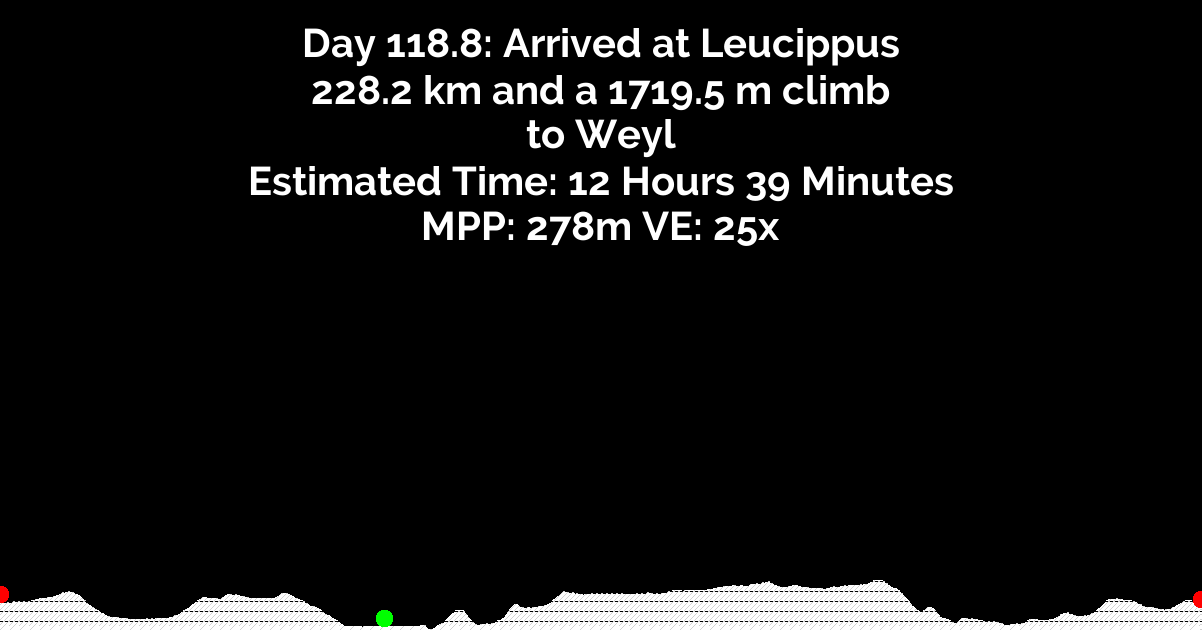 Day 118.8: Arrived at Leucippus
228.2 km and a 1719.5 m climb
to Weyl
Estimated Time: 12 Hours 39 Minutes
MPP: 278m VE: 25x